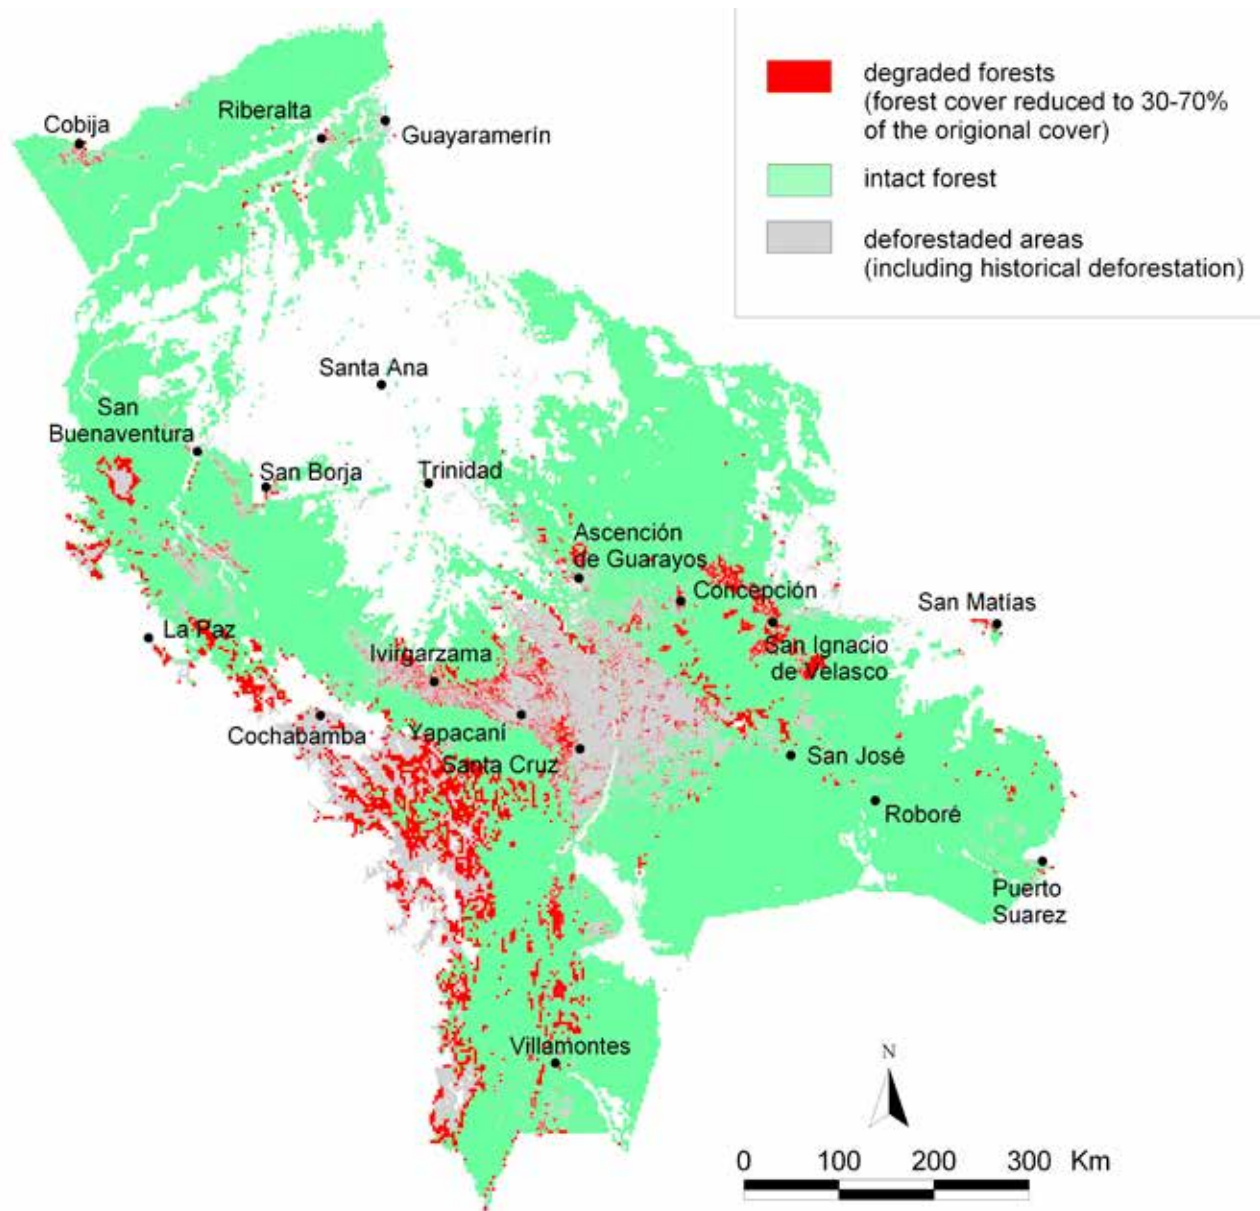 degraded forests
(forest cover reduced to 30-70%
of the origional cover)
intact forest
deforestaded areas
(including historical deforestation)
Cobija
Riberalta
Guayaramerín
Santa Ana
San
Buenaventura
San Borja
Trinidad
Ascención
de Guarayos
Concepción
San Matías
La Paz
Ivirgarzama
San Ignacio
de Velasco
Cochabamba
Yapacaní
Santa Cruz
San José
Roboré
Puerto
Suarez
Villamontes
N
0 100 200 300 Km